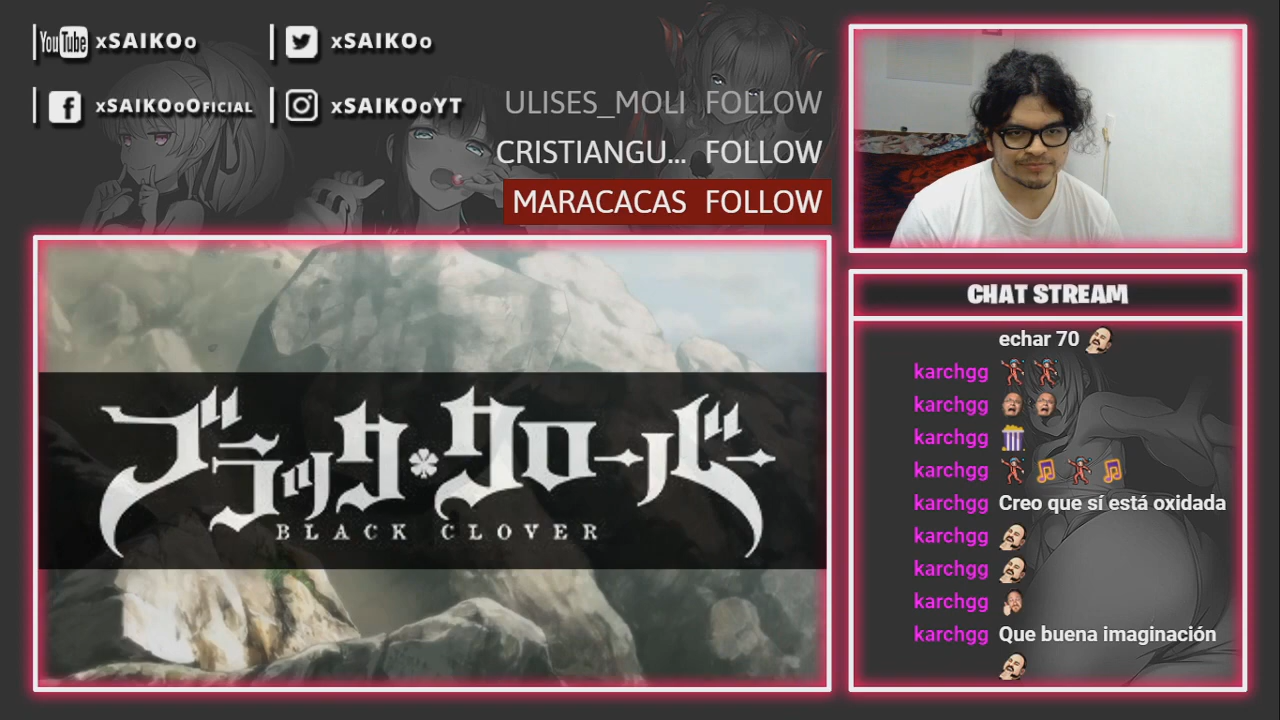 YouTube xSAIKOo
xSAIKOo
xSAIKOoOficial
xSAIKOoYT
ULISES_MOLI FOLLOW
CRISTIANGU... FOLLOW
MARACACAS FOLLOW
ブラッククローバー
BLACK CLOVER
CHAT STREAM
echar 70
karchgg
karchgg
karchgg
karchgg
karchgg Creo que sí está oxidada
karchgg
karchgg
karchgg
karchgg Que buena imaginación